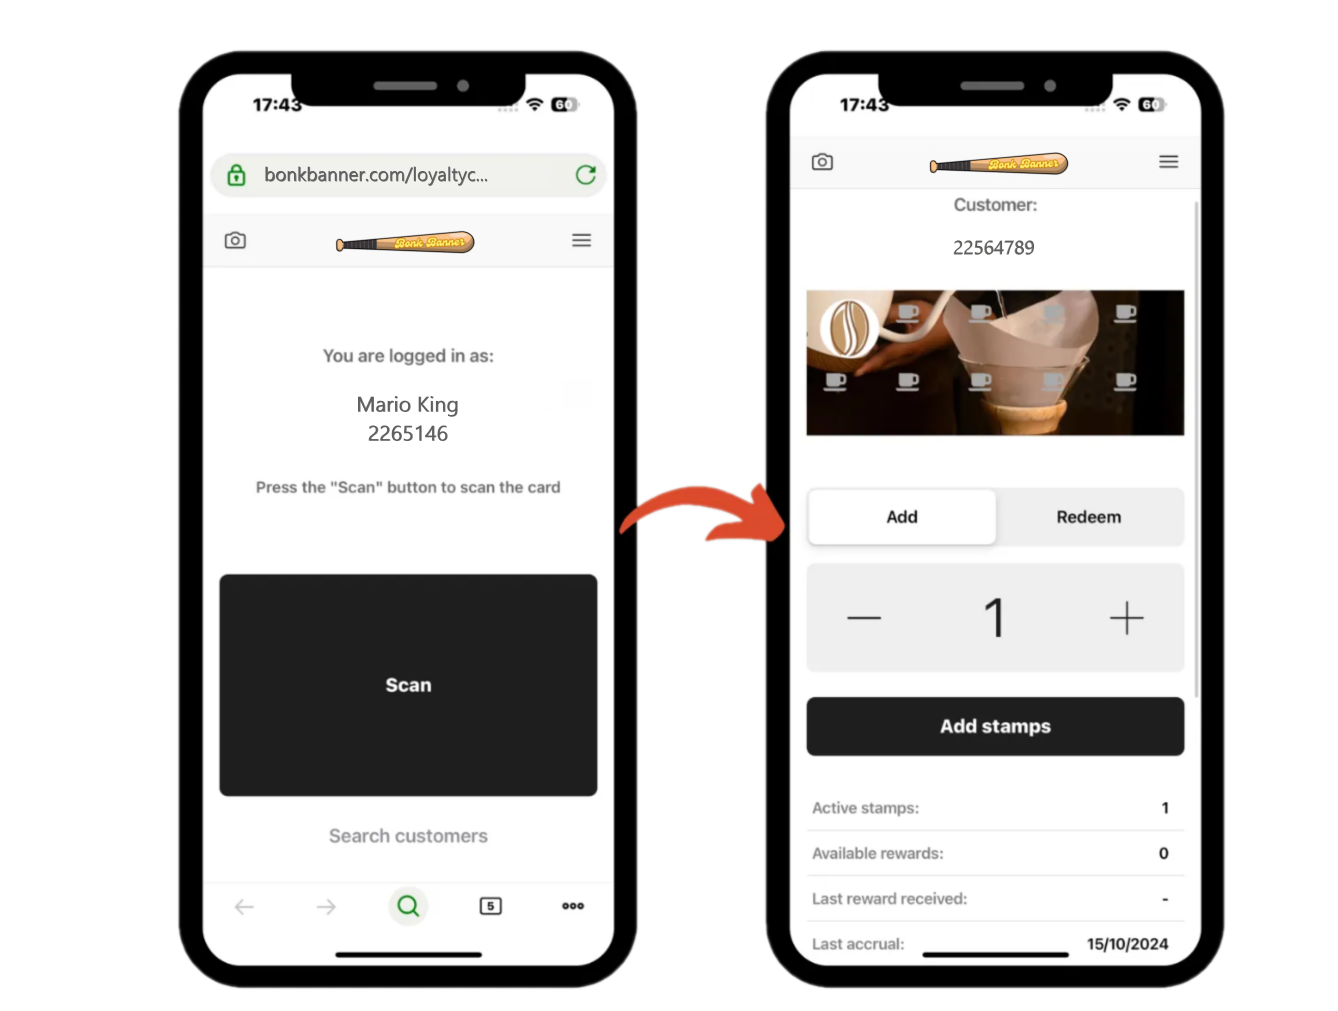 17:43
60
bonkbanner.com/loyaltyc...
Bonk Banner
You are logged in as:
Mario King
2265146
Press the "Scan" button to scan the card
Scan
Search customers
5
17:43
60
Bonk Banner
Customer:
22564789
Add
Redeem
1
Add stamps
Active stamps: 1
Available rewards: 0
Last reward received: -
Last accrual: 15/10/2024